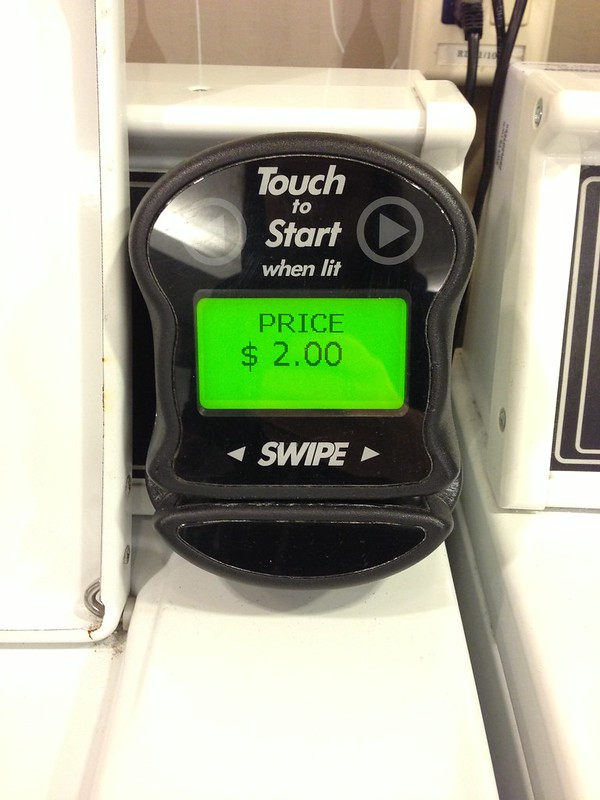 Touch
to
Start
when lit
PRICE
$ 2.00
SWIPE